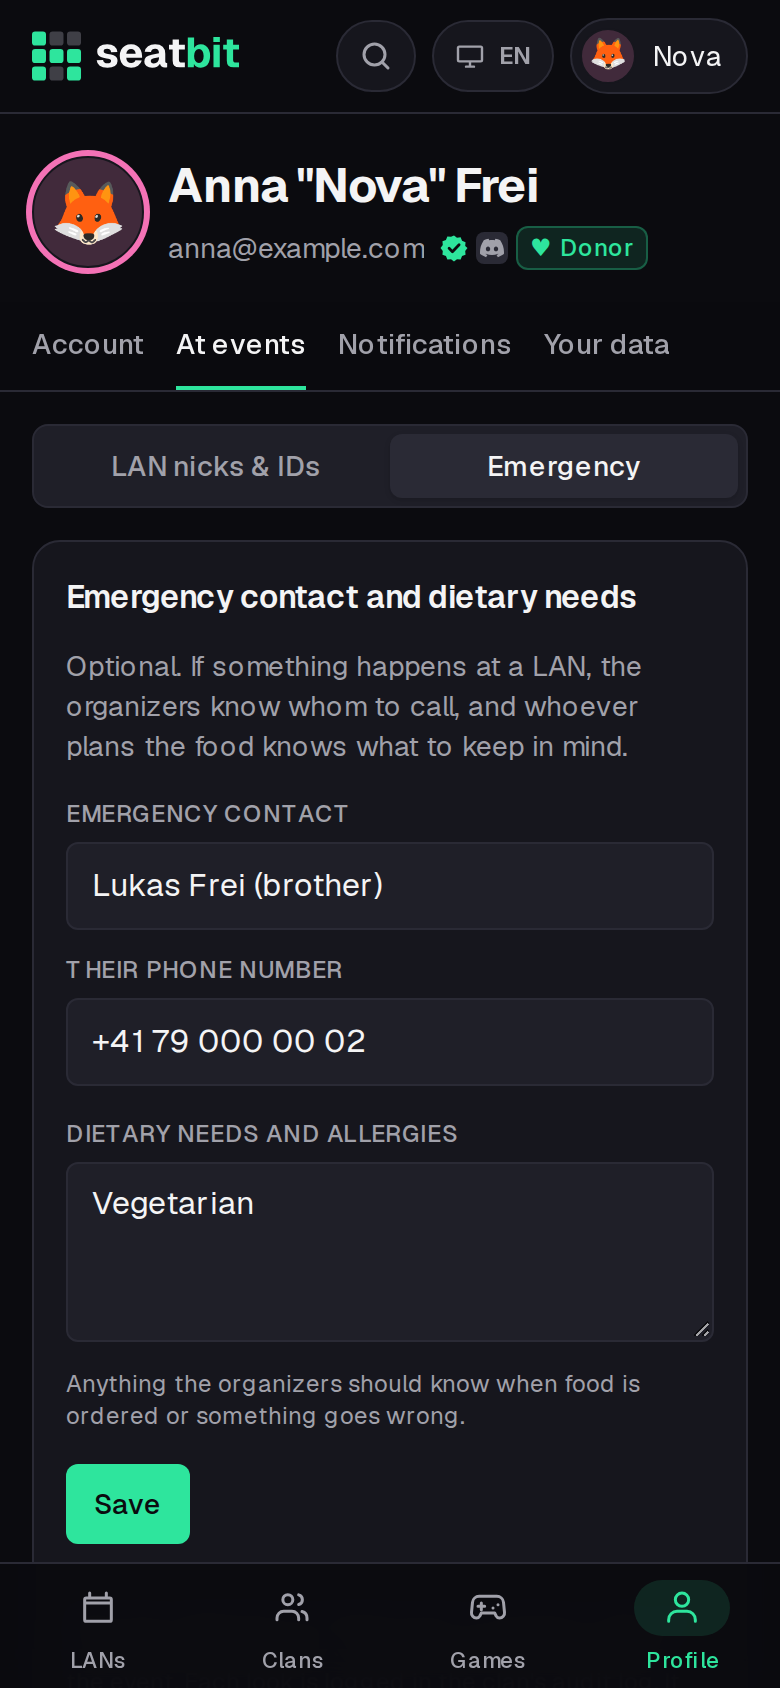 seatbit
EN
Nova
Anna "Nova" Frei
anna@example.com
Donor
Account
At events
Notifications
Your data
LAN nicks & IDs
Emergency
Emergency contact and dietary needs
Optional. If something happens at a LAN, the
organizers know whom to call, and whoever
plans the food knows what to keep in mind.
EMERGENCY CONTACT
Lukas Frei (brother)
THEIR PHONE NUMBER
+41 79 000 00 02
DIETARY NEEDS AND ALLERGIES
Vegetarian
Anything the organizers should know when food is
ordered or something goes wrong.
Save
LANs
Clans
Games
Profile